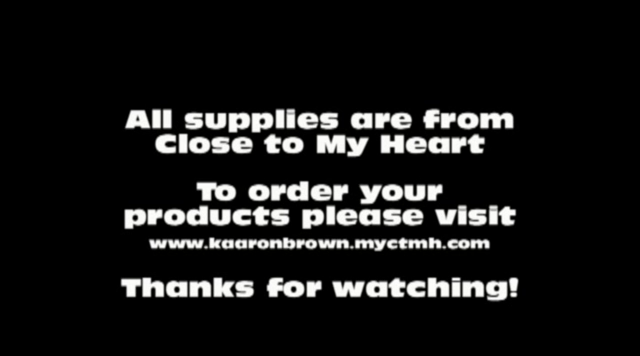 All supplies are from
Close to My Heart
To order your
products please visit
www.kaaronbrown.myctmh.com
Thanks for watching!